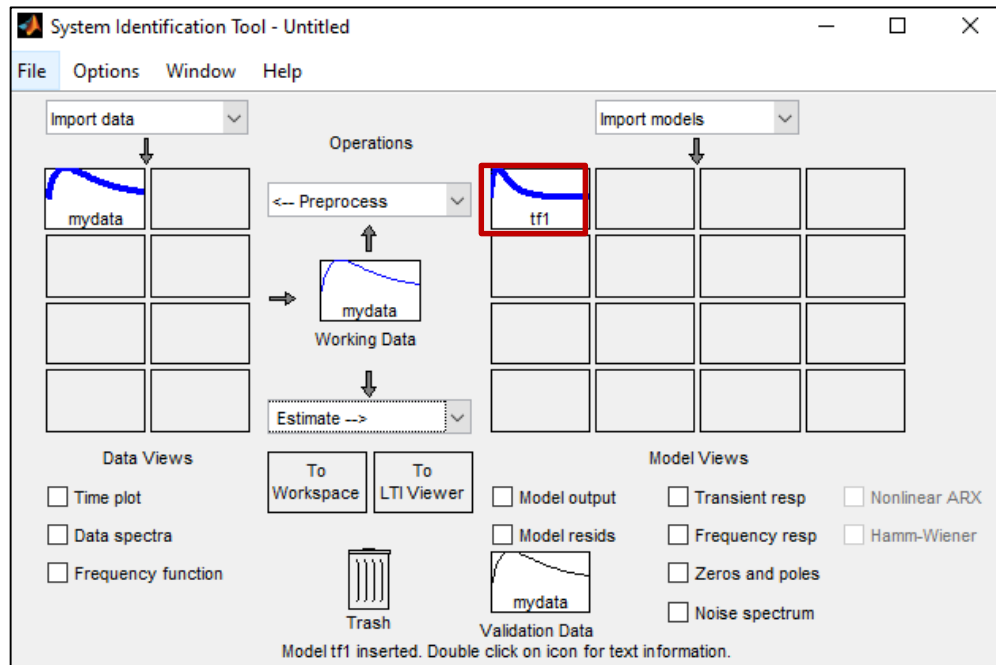 System Identification Tool - Untitled
File Options Window Help
Import data
Import models
Operations
mydata
<-- Preprocess
tf1
mydata
Working Data
Estimate -->
Data Views
Model Views
To
Workspace
To
LTI Viewer
Time plot
Data spectra
Frequency function
Model output
Model resids
Transient resp
Frequency resp
Zeros and poles
Noise spectrum
Nonlinear ARX
Hamm-Wiener
Trash
mydata
Validation Data
Model tf1 inserted. Double click on icon for text information.